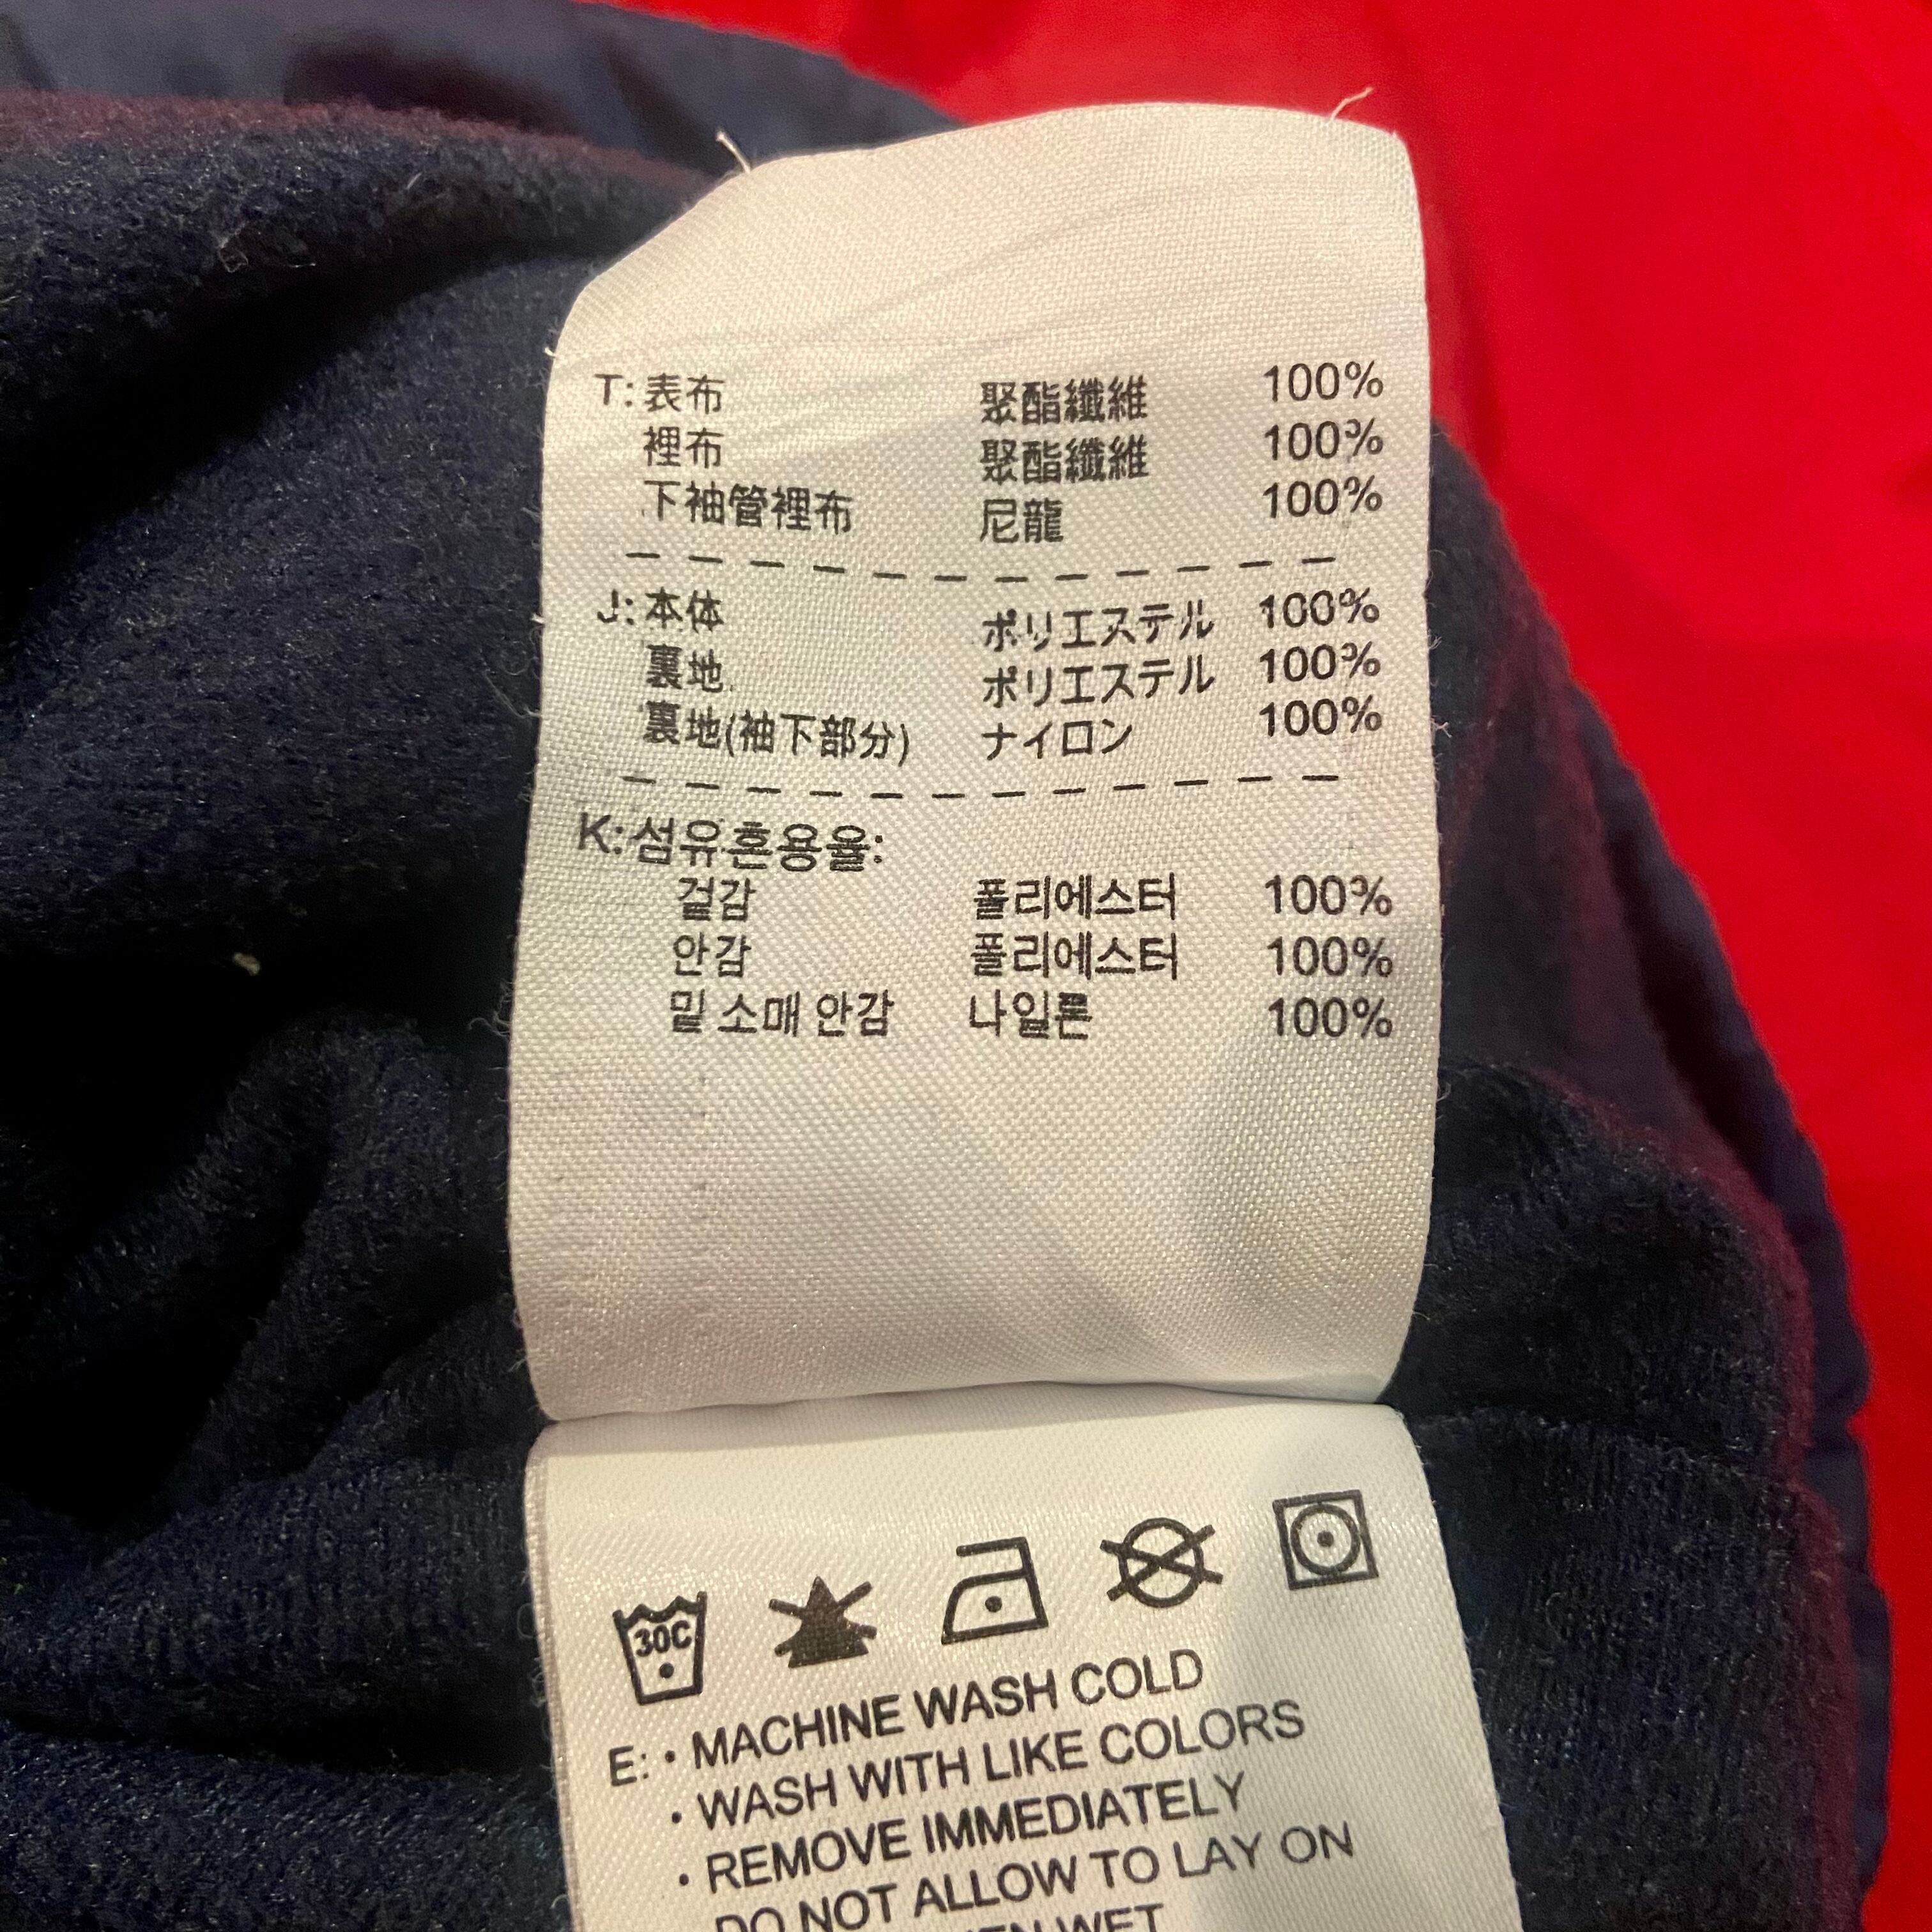 T: 表布 聚酯纖維 100%
裡布 聚酯纖維 100%
下袖管裡布 尼龍 100%
J: 本体 ポリエステル 100%
裏地 ポリエステル 100%
裏地(袖下部分) ナイロン 100%
K: 섬유혼용율:
겉감 폴리에스터 100%
안감 폴리에스터 100%
밑 소매 안감 나일론 100%
30C
E: • MACHINE WASH COLD
• WASH WITH LIKE COLORS
• REMOVE IMMEDIATELY
DO NOT ALLOW TO LAY ON
WET